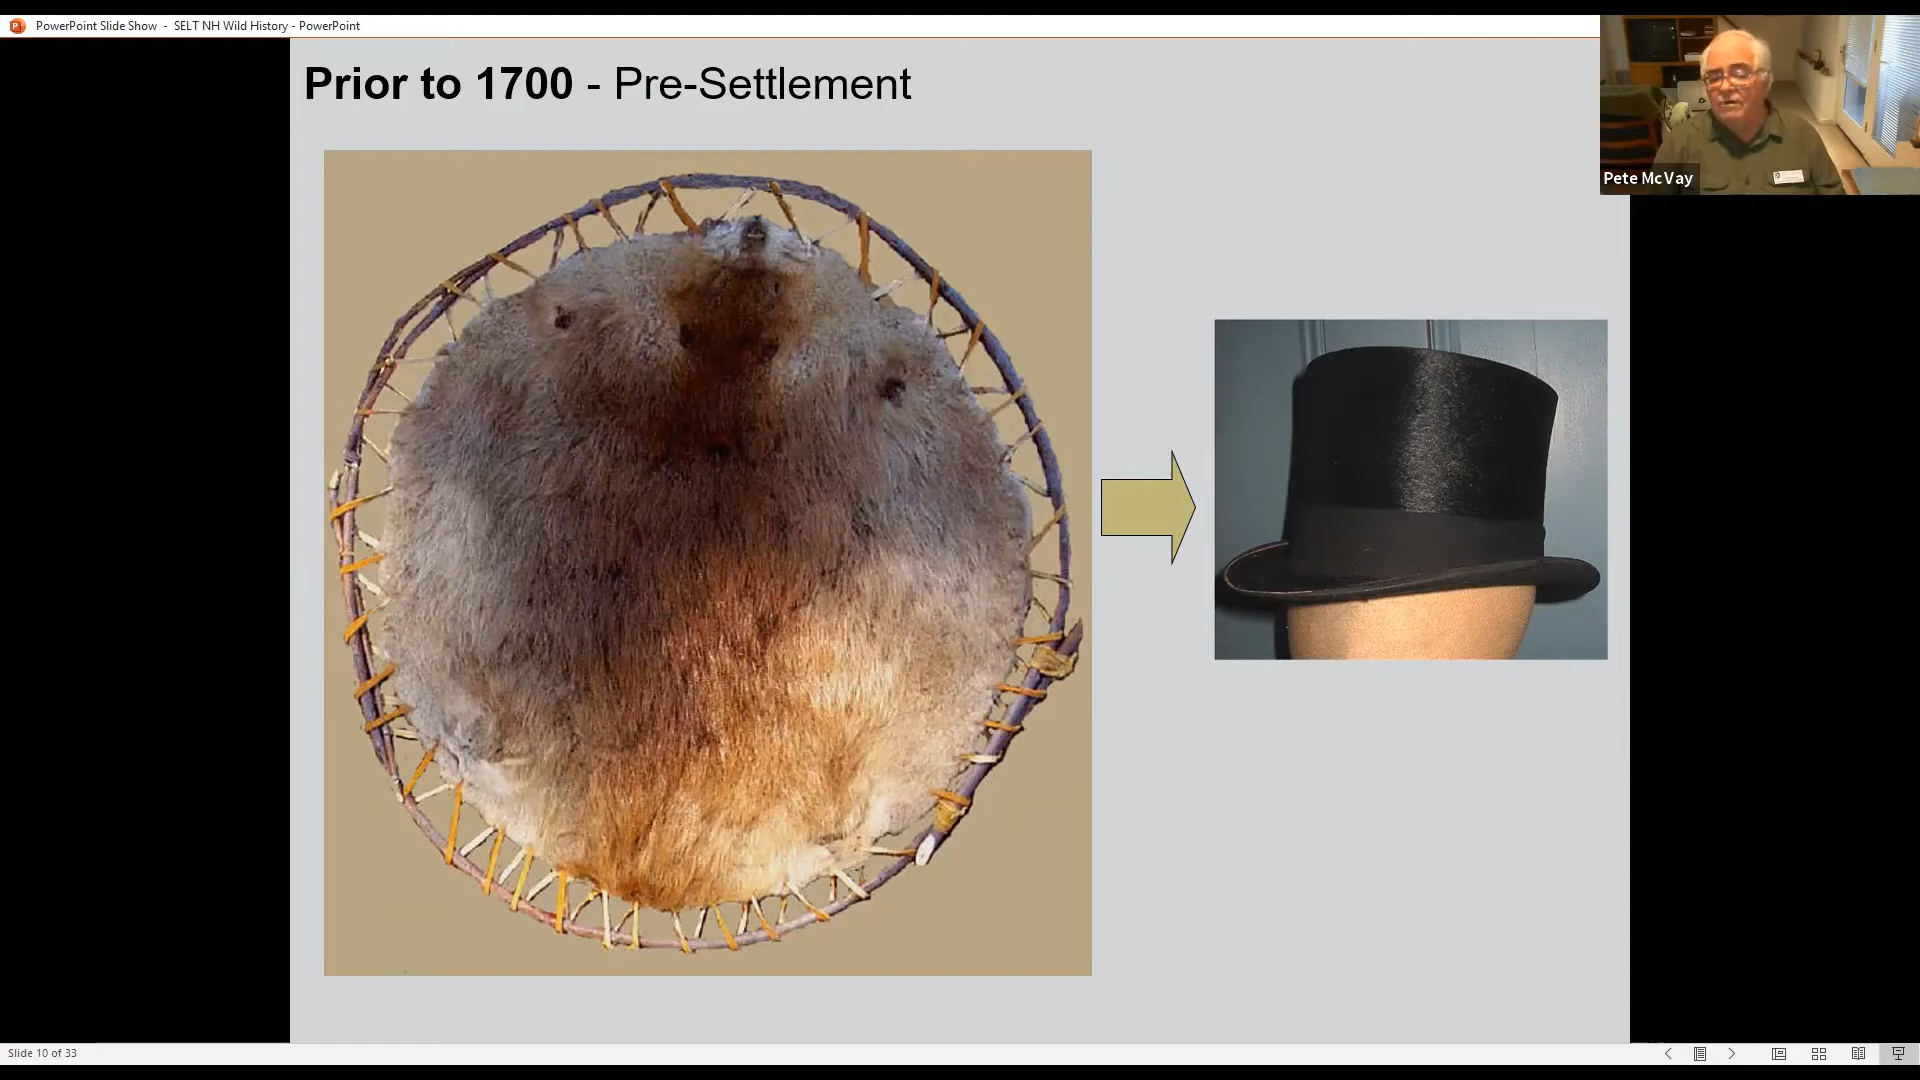 PowerPoint Slide Show - SELT NH Wild History - PowerPoint
Prior to 1700 - Pre-Settlement
Pete McVay
Slide 10 of 33